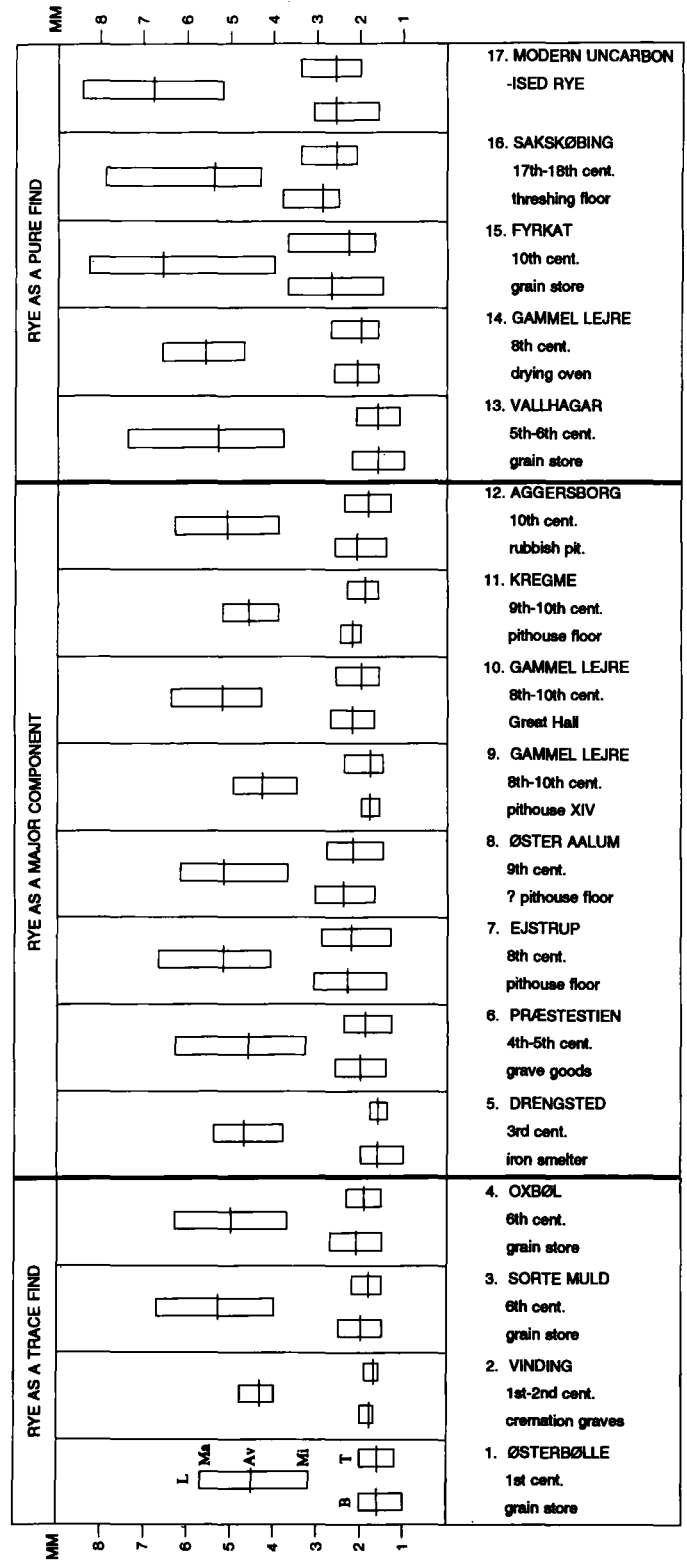 MM
8
7
6
5
4
3
2
1
RYE AS A PURE FIND
17. MODERN UNCARBON
-ISED RYE
16. SAKSKØBING
17th-18th cent.
threshing floor
15. FYRKAT
10th cent.
grain store
14. GAMMEL LEJRE
8th cent.
drying oven
13. VALLHAGAR
5th-6th cent.
grain store
RYE AS A MAJOR COMPONENT
12. AGGERSBORG
10th cent.
rubbish pit.
11. KREGME
9th-10th cent.
pithouse floor
10. GAMMEL LEJRE
8th-10th cent.
Great Hall
9. GAMMEL LEJRE
8th-10th cent.
pithouse XIV
8. ØSTER AALUM
9th cent.
? pithouse floor
7. EJSTRUP
8th cent.
pithouse floor
6. PRÆSTESTIEN
4th-5th cent.
grave goods
5. DRENGSTED
3rd cent.
iron smelter
RYE AS A TRACE FIND
4. OXBØL
6th cent.
grain store
3. SORTE MULD
6th cent.
grain store
2. VINDING
1st-2nd cent.
cremation graves
L
Ma
Av
Mi
T
B
1. ØSTERBØLLE
1st cent.
grain store
MM
8
7
6
5
4
3
2
1